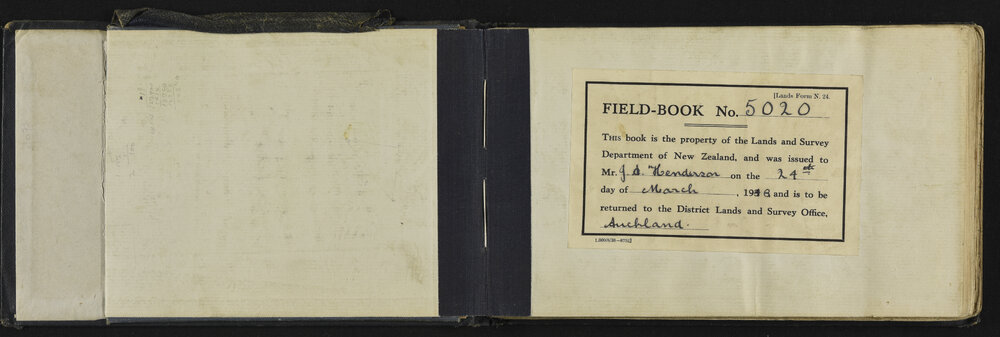 [Lands Form N. 24.
FIELD-BOOK No. 5020
THIS book is the property of the Lands and Survey
Department of New Zealand, and was issued to
Mr. J. S. Henderson on the 24th
day of March, 1938 and is to be
returned to the District Lands and Survey Office,
Auckland.